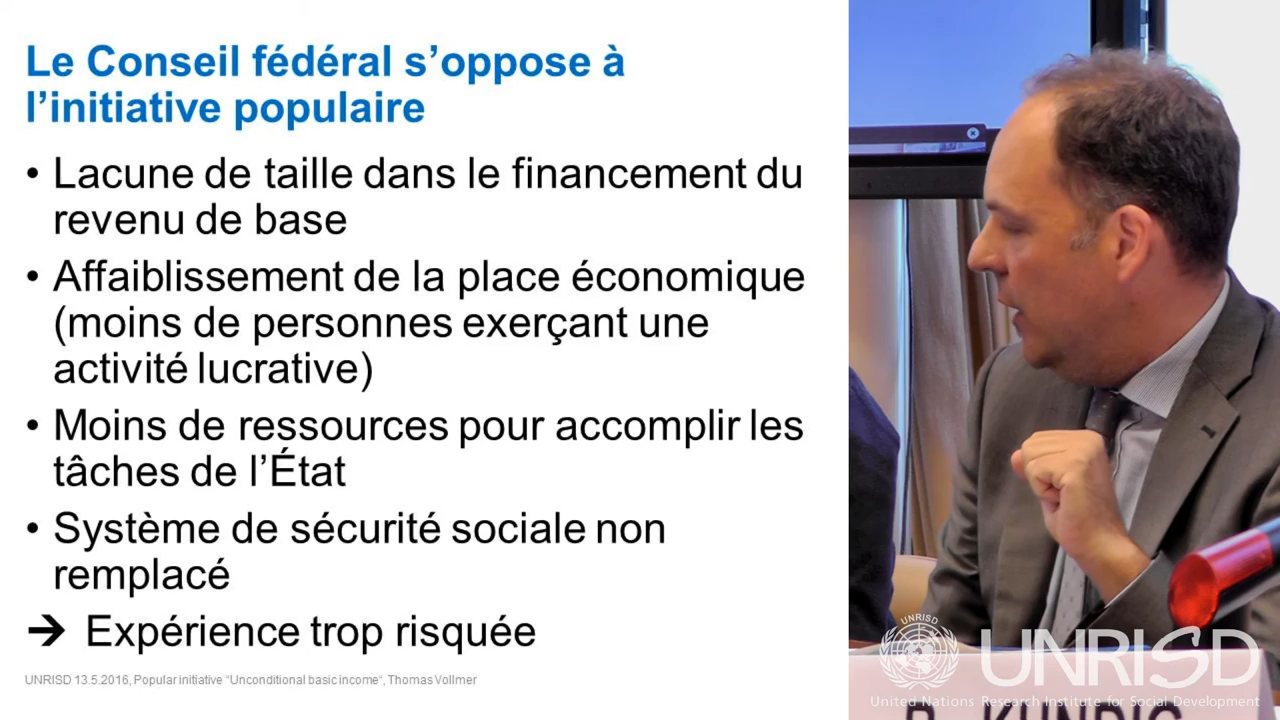 Le Conseil fédéral s’oppose à
l’initiative populaire
• Lacune de taille dans le financement du
revenu de base
• Affaiblissement de la place économique
(moins de personnes exerçant une
activité lucrative)
• Moins de ressources pour accomplir les
tâches de l’État
• Système de sécurité sociale non
remplacé
➔ Expérience trop risquée
UNRISD 13.5.2016, Popular initiative “Unconditional basic income“, Thomas Vollmer
UNRISD
UNRISD
United Nations Research Institute for Social Development